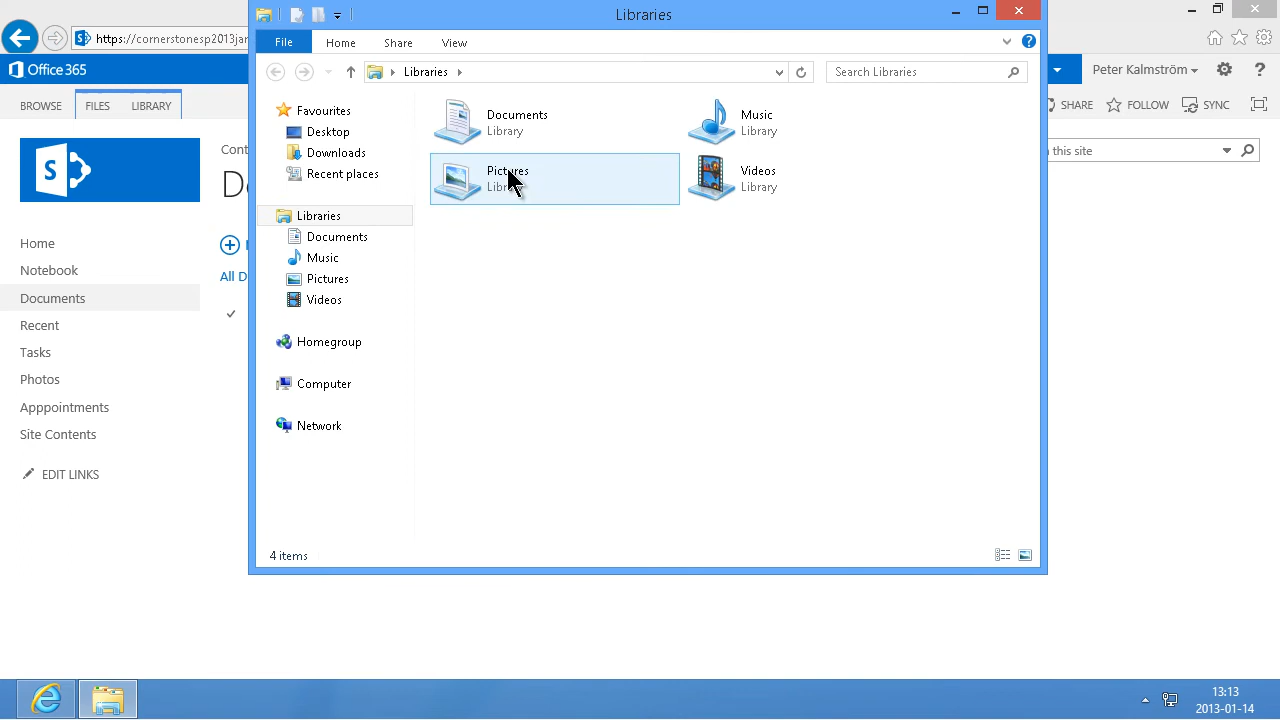 Libraries
https://cornerstonesp2013jan
File
Home
Share
View
Office 365
Libraries
Search Libraries
Peter Kalmström
BROWSE
FILES
LIBRARY
SHARE
FOLLOW
SYNC
Favourites
Desktop
Downloads
Recent places
Libraries
Documents
Music
Pictures
Videos
Homegroup
Computer
Network
Documents
Library
Music
Library
Pictures
Videos
Library
Cont
this site
All D
Home
Notebook
Documents
Recent
Tasks
Photos
Apppointments
Site Contents
EDIT LINKS
4 items
13:13
2013-01-14